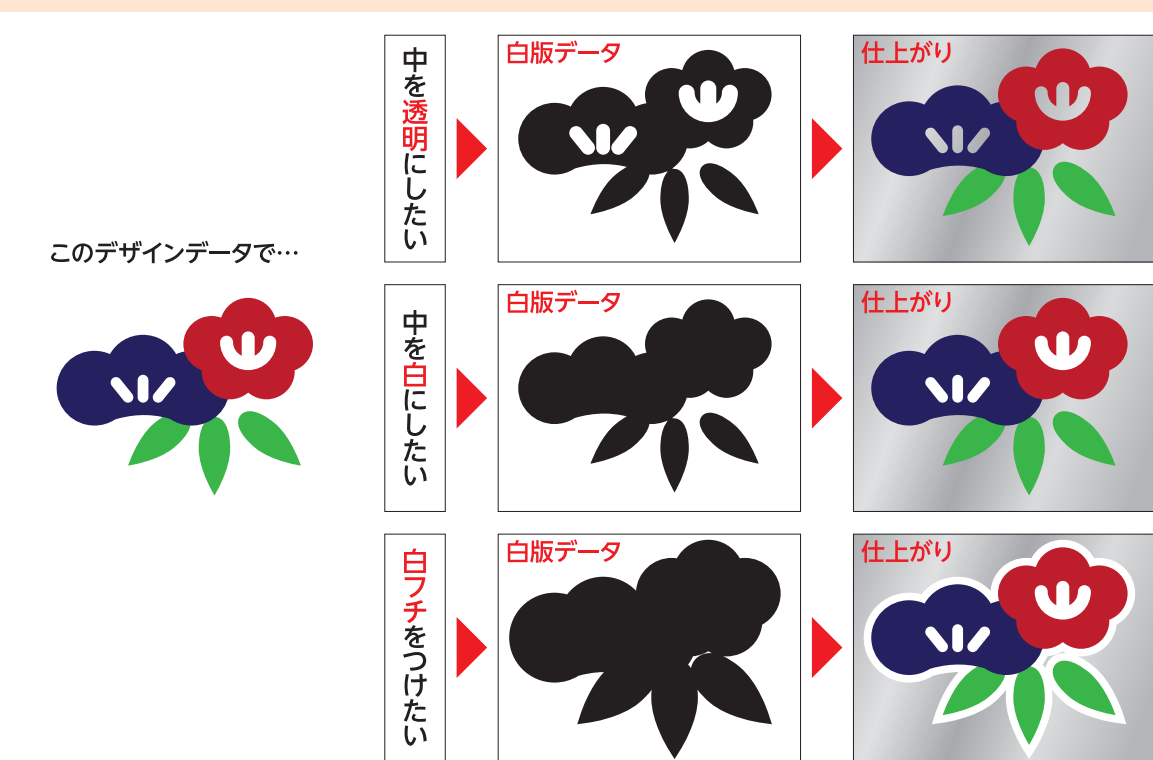 このデザインデータで…
中を透明にしたい
白版データ
仕上がり
中を白にしたい
白版データ
仕上がり
白フチをつけたい
白版データ
仕上がり